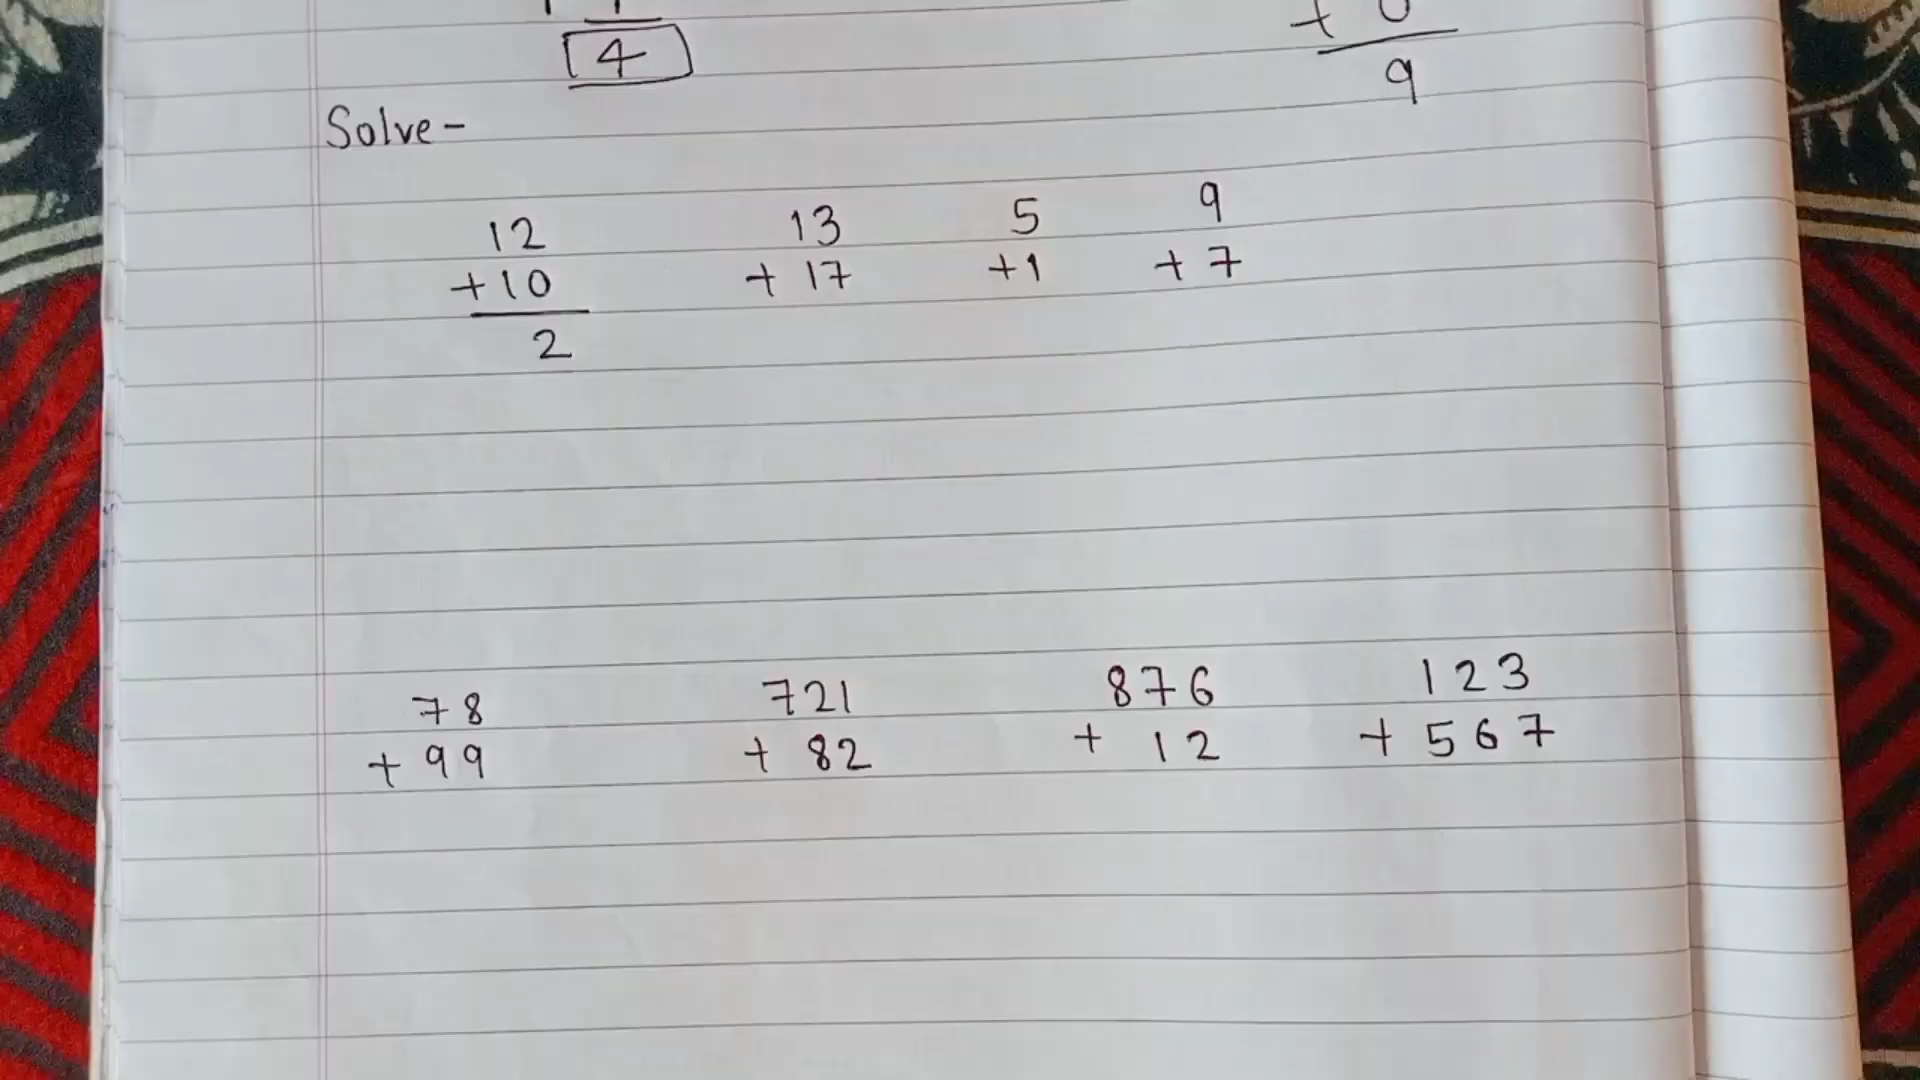 4
9
Solve-
12 13 5 9
+10 + 17 +1 + 7
2
78 721 876 123
+99 + 82 + 12 + 567